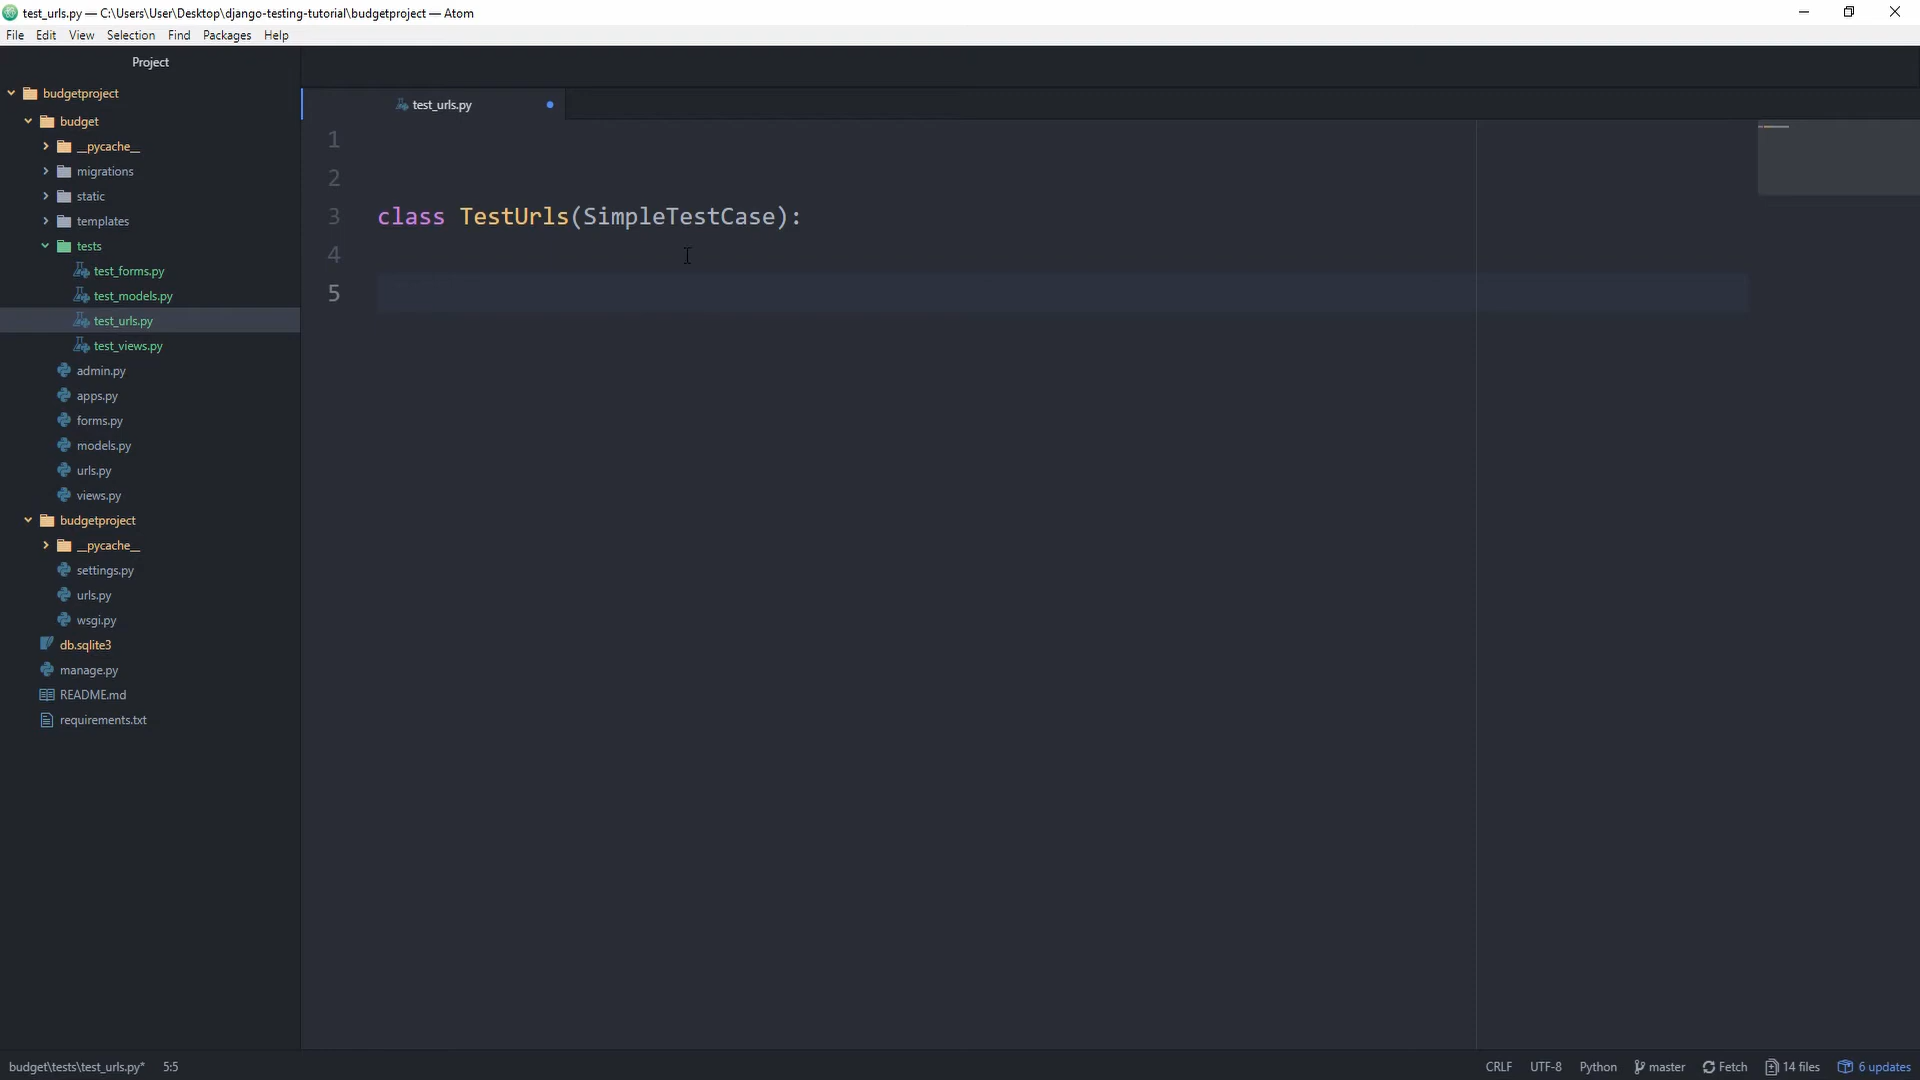 test_urls.py — C:\Users\User\Desktop\django-testing-tutorial\budgetproject — Atom
File Edit View Selection Find Packages Help
Project
budgetproject
budget
__pycache__
migrations
static
templates
tests
test_forms.py
test_models.py
test_urls.py
test_views.py
admin.py
apps.py
forms.py
models.py
urls.py
views.py
budgetproject
__pycache__
settings.py
urls.py
wsgi.py
db.sqlite3
manage.py
README.md
requirements.txt
test_urls.py
1
2
3 class TestUrls(SimpleTestCase):
4
5
budget\tests\test_urls.py* 5:5 CRLF UTF-8 Python master Fetch 14 files 6 updates